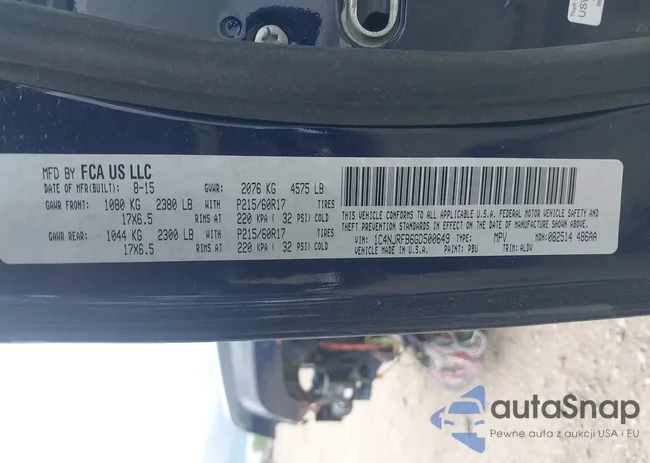 MFD BY FCA US LLC
DATE OF MFR(BUILT): 8-15 GVWR: 2076 KG 4575 LB
GAWR FRONT: 1080 KG 2380 LB WITH P215/60R17 TIRES
17X6.5 RIMS AT 220 KPA ( 32 PSI) COLD
GAWR REAR: 1044 KG 2300 LB WITH P215/60R17 TIRES
17X6.5 RIMS AT 220 KPA ( 32 PSI) COLD
THIS VEHICLE CONFORMS TO ALL APPLICABLE U.S.A. FEDERAL MOTOR VEHICLE SAFETY AND
THEFT PREVENTION STANDARDS IN EFFECT ON THE DATE OF MANUFACTURE SHOWN ABOVE.
VIN: 1C4NJRFB6GD500649 TYPE: MPV MDH:082514 486AA
VEHICLE MADE IN U.S.A. PAINT: PBU TRIM: ALDV
autaSnap
Pewne auta z aukcji USA i EU